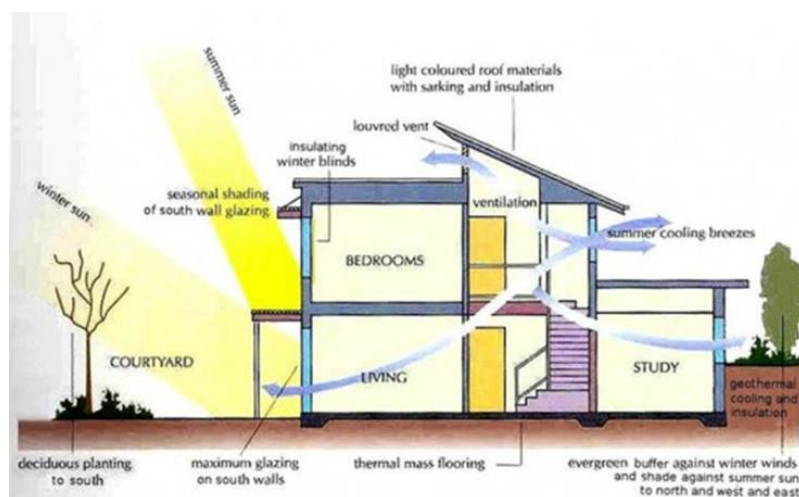 summer sun
light coloured roof materials
with sarking and insulation
louvred vent
insulating
winter blinds
winter sun
seasonal shading
of south wall glazing
ventilation
summer cooling breezes
BEDROOMS
COURTYARD
LIVING
STUDY
geothermal
cooling and
insulation
deciduous planting
to south
maximum glazing
on south walls
thermal mass flooring
evergreen buffer against winter winds
and shade against summer sun
to north and west and east